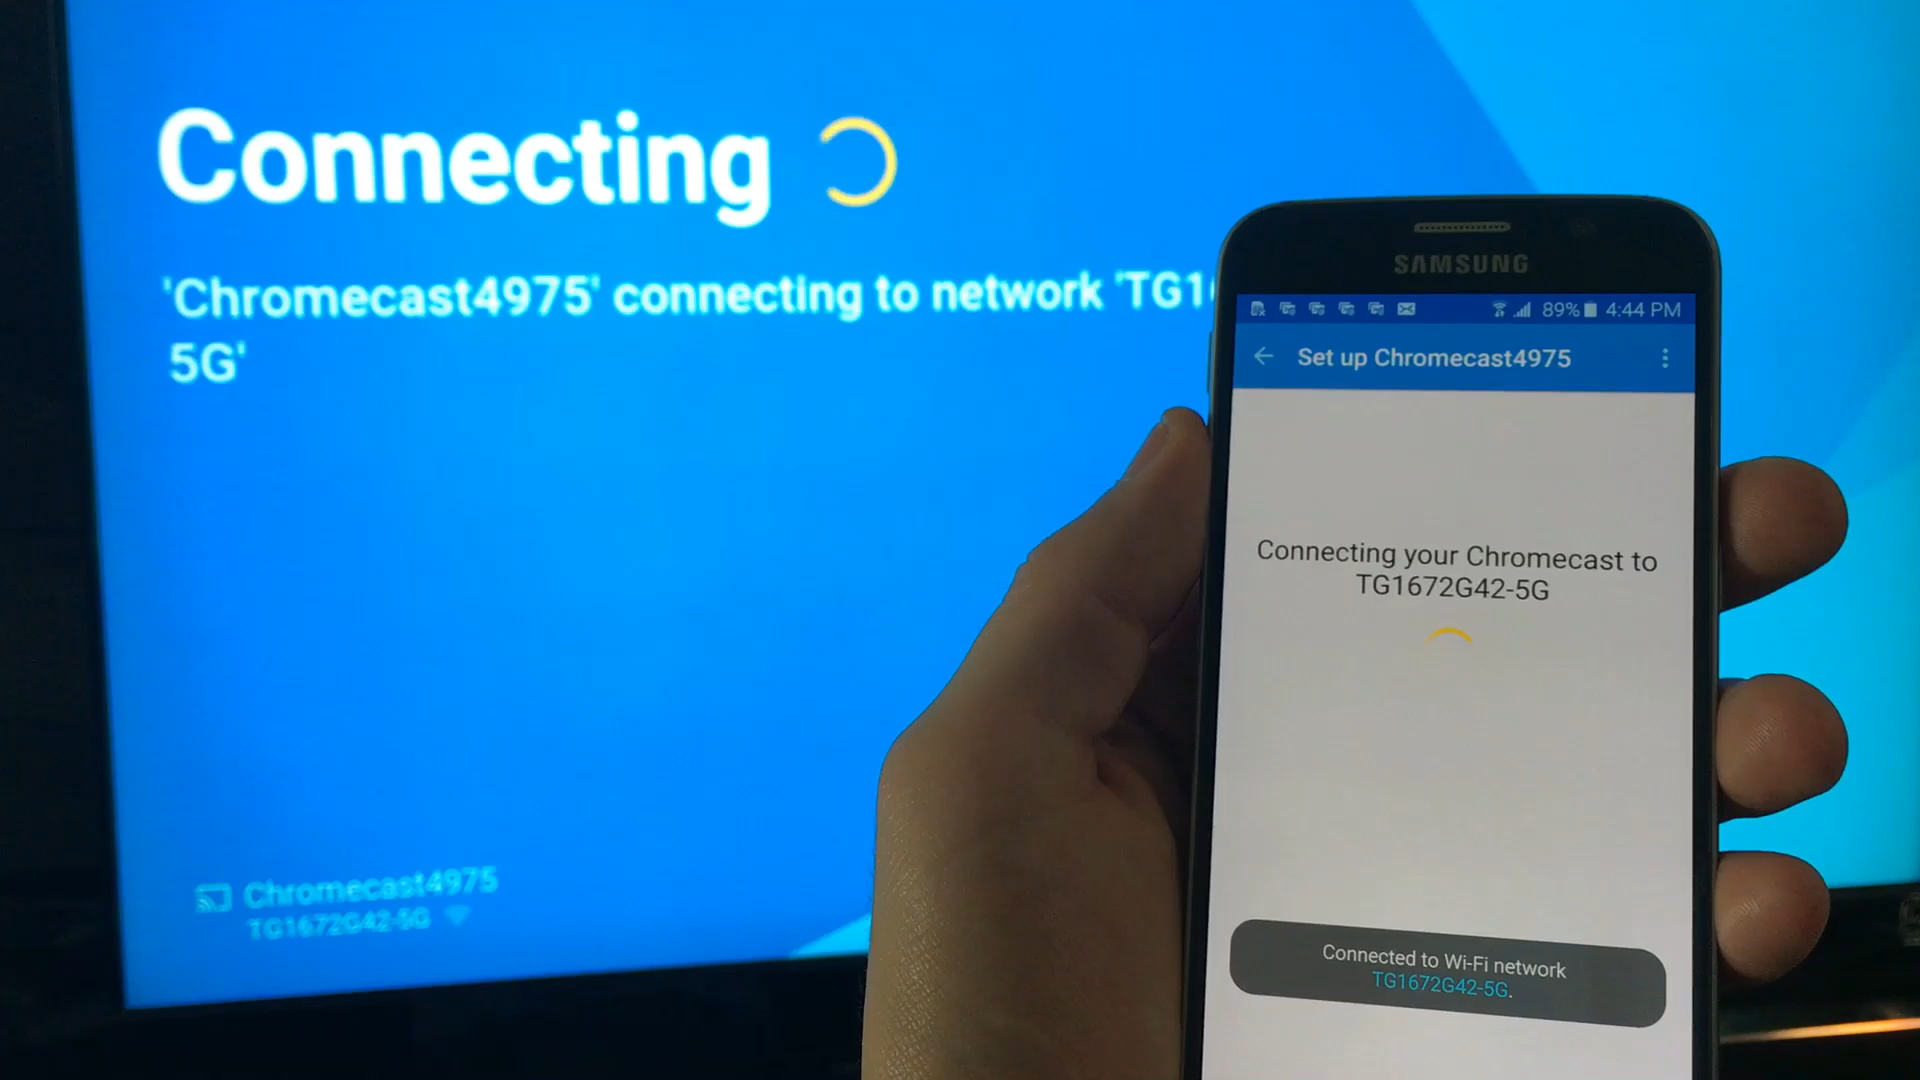 Connecting
'Chromecast4975' connecting to network 'TG1
5G'
Chromecast4975
TG1672G42-5G
SAMSUNG
89% 4:44 PM
Set up Chromecast4975
Connecting your Chromecast to
TG1672G42-5G
Connected to Wi-Fi network
TG1672G42-5G.